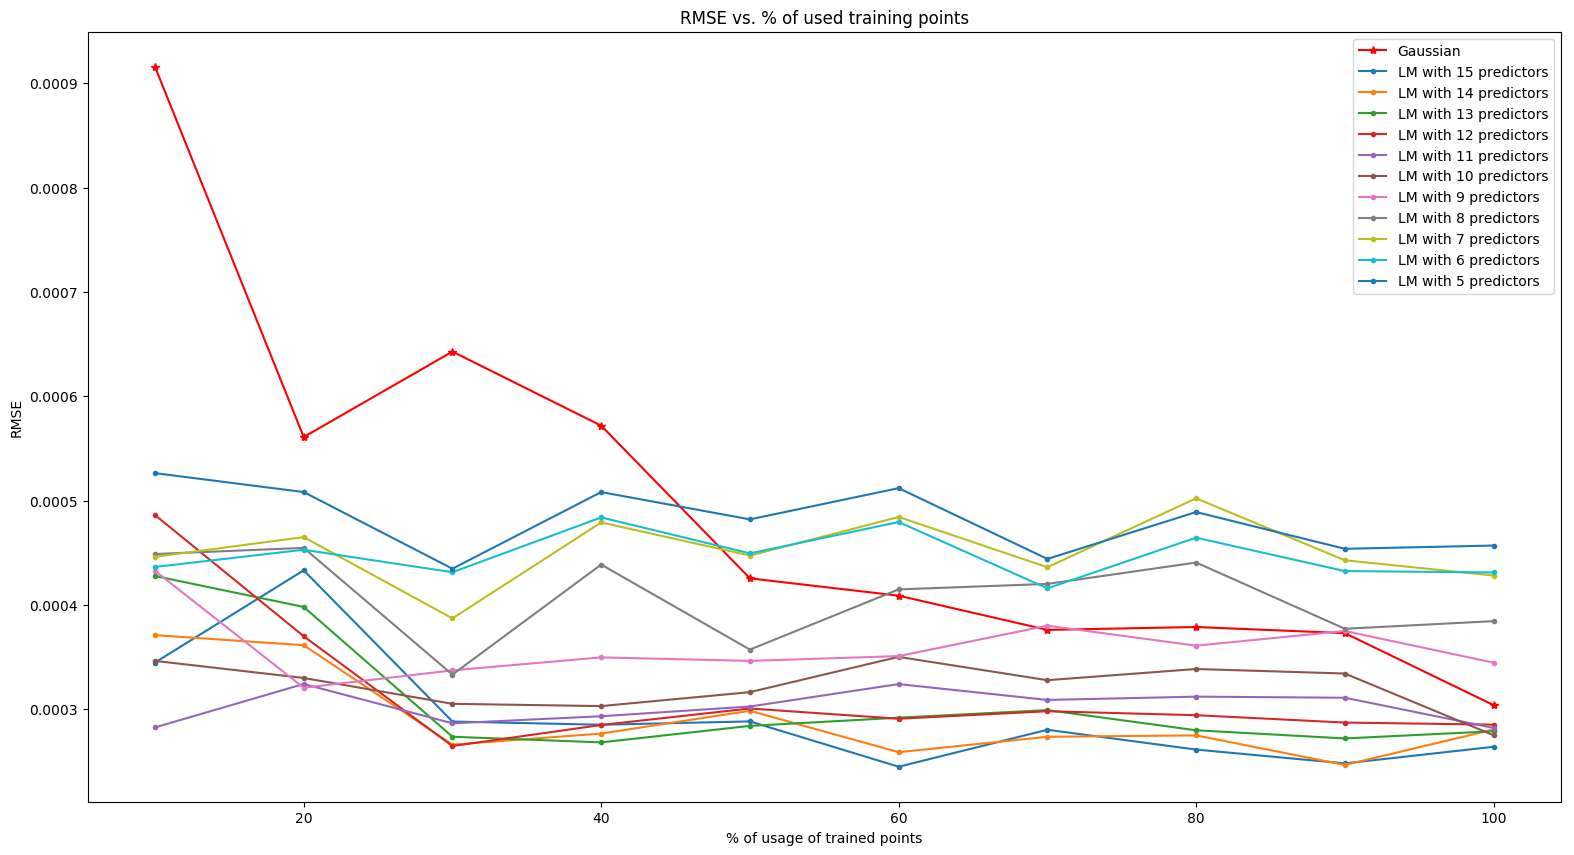 RMSE vs. % of used training points
RMSE
0.0009
0.0008
0.0007
0.0006
0.0005
0.0004
0.0003
Gaussian
LM with 15 predictors
LM with 14 predictors
LM with 13 predictors
LM with 12 predictors
LM with 11 predictors
LM with 10 predictors
LM with 9 predictors
LM with 8 predictors
LM with 7 predictors
LM with 6 predictors
LM with 5 predictors
20 40 60 80 100
% of usage of trained points